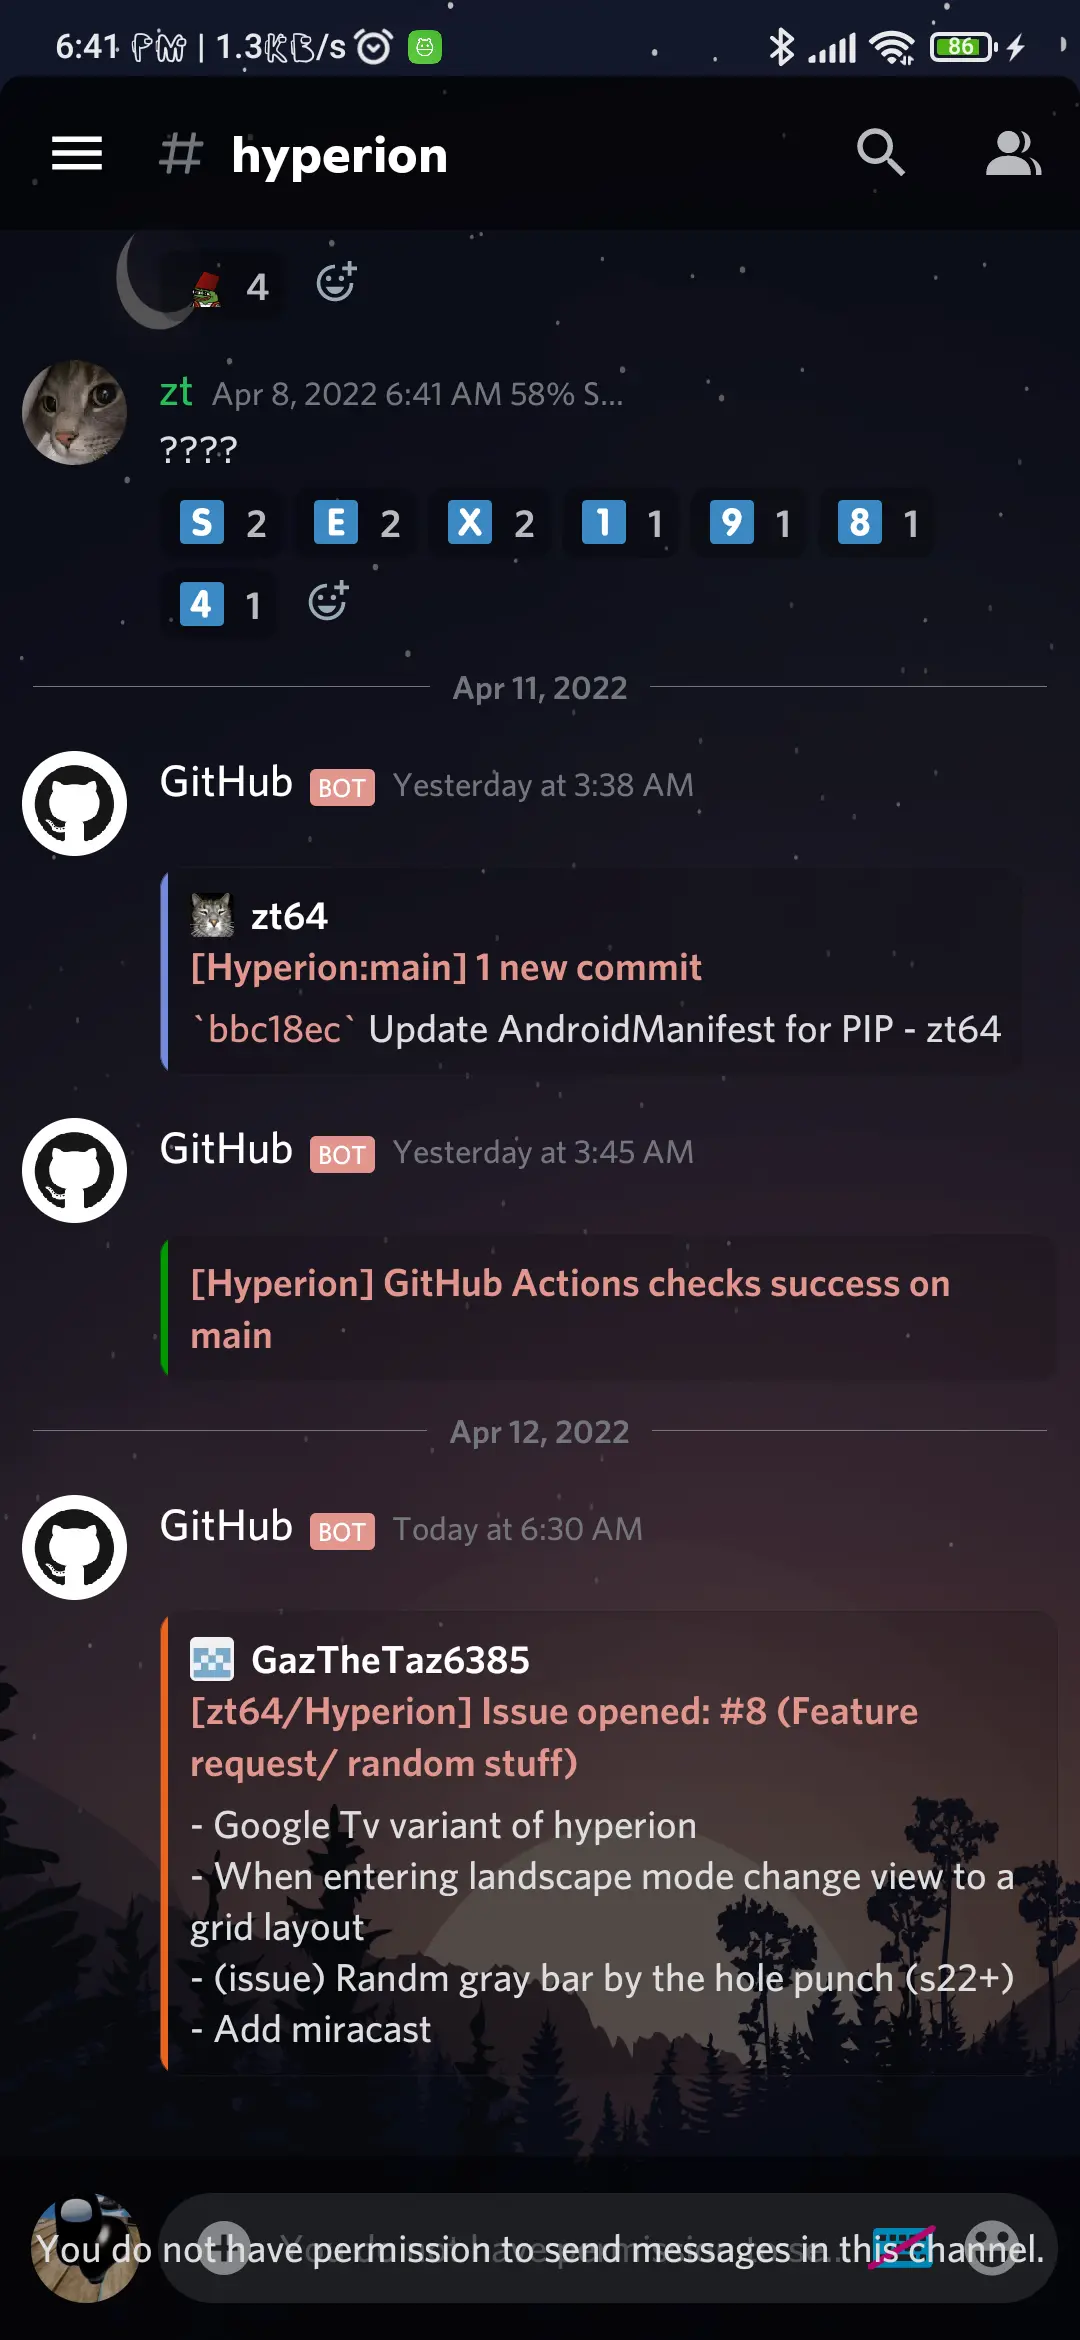 6:41 PM | 1.3KB/s
86
# hyperion
4
zt Apr 8, 2022 6:41 AM 58% S...
????
S 2 E 2 X 2 1 1 9 1 8 1
4 1
Apr 11, 2022
GitHub BOT Yesterday at 3:38 AM
zt64
[Hyperion:main] 1 new commit
`bbc18ec` Update AndroidManifest for PIP - zt64
GitHub BOT Yesterday at 3:45 AM
[Hyperion] GitHub Actions checks success on
main
Apr 12, 2022
GitHub BOT Today at 6:30 AM
GazTheTaz6385
[zt64/Hyperion] Issue opened: #8 (Feature
request/ random stuff)
- Google Tv variant of hyperion
- When entering landscape mode change view to a
grid layout
- (issue) Randm gray bar by the hole punch (s22+)
- Add miracast
You do not have permission to send messages in this channel.